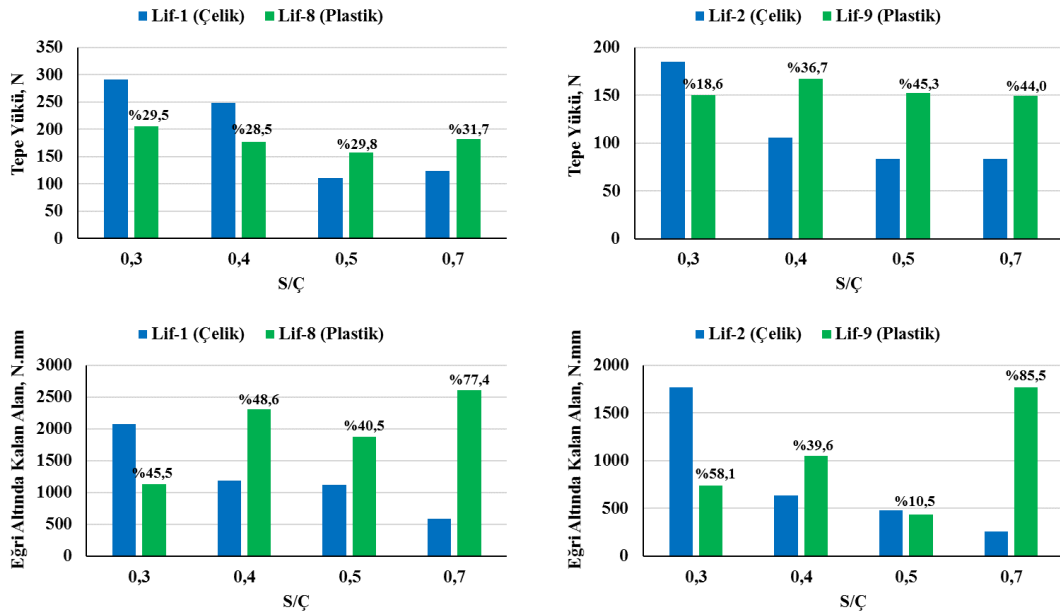 Lif-1 (Çelik) Lif-8 (Plastik)
Tepe Yükü, N
350
300
250
200
150
100
50
0
%29,5
%28,5
%29,8
%31,7
0,3 0,4 0,5 0,7
S/Ç
Lif-2 (Çelik) Lif-9 (Plastik)
Tepe Yükü, N
200
150
100
50
0
%18,6
%36,7
%45,3
%44,0
0,3 0,4 0,5 0,7
S/Ç
Lif-1 (Çelik) Lif-8 (Plastik)
Eğri Altında Kalan Alan, N.mm
3000
2500
2000
1500
1000
500
0
%45,5
%48,6
%40,5
%77,4
0,3 0,4 0,5 0,7
S/Ç
Lif-2 (Çelik) Lif-9 (Plastik)
Eğri Altında Kalan Alan, N.mm
2000
1500
1000
500
0
%58,1
%39,6
%10,5
%85,5
0,3 0,4 0,5 0,7
S/Ç